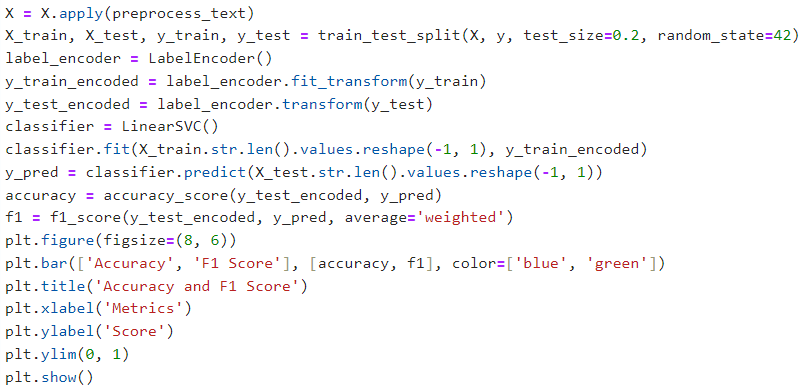 X = X.apply(preprocess_text)
X_train, X_test, y_train, y_test = train_test_split(X, y, test_size=0.2, random_state=42)
label_encoder = LabelEncoder()
y_train_encoded = label_encoder.fit_transform(y_train)
y_test_encoded = label_encoder.transform(y_test)
classifier = LinearSVC()
classifier.fit(X_train.str.len().values.reshape(-1, 1), y_train_encoded)
y_pred = classifier.predict(X_test.str.len().values.reshape(-1, 1))
accuracy = accuracy_score(y_test_encoded, y_pred)
f1 = f1_score(y_test_encoded, y_pred, average='weighted')
plt.figure(figsize=(8, 6))
plt.bar(['Accuracy', 'F1 Score'], [accuracy, f1], color=['blue', 'green'])
plt.title('Accuracy and F1 Score')
plt.xlabel('Metrics')
plt.ylabel('Score')
plt.ylim(0, 1)
plt.show()